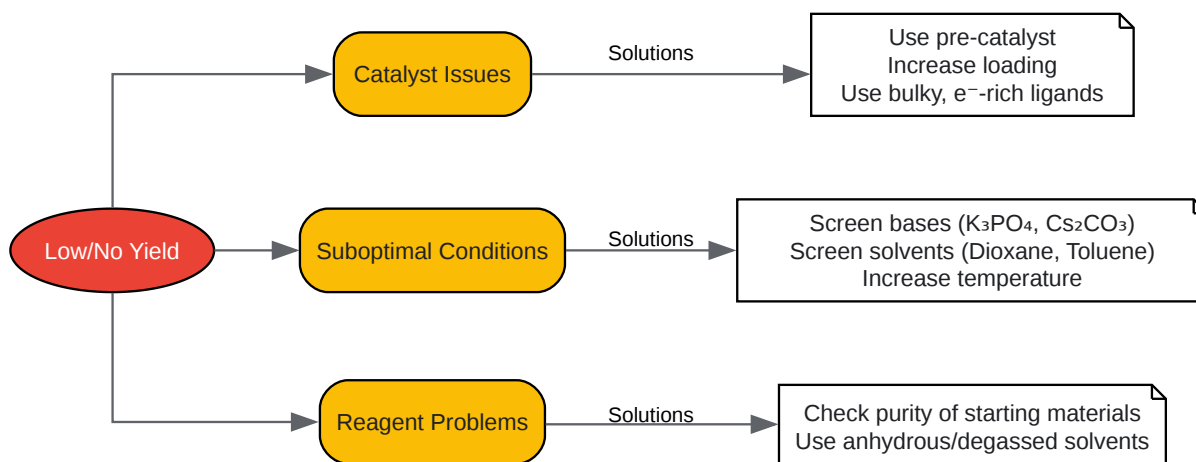 Catalyst Issues
Solutions
Use pre-catalyst
Increase loading
Use bulky, e⁻-rich ligands
Low/No Yield
Suboptimal Conditions
Solutions
Screen bases (K₃PO₄, Cs₂CO₃)
Screen solvents (Dioxane, Toluene)
Increase temperature
Reagent Problems
Solutions
Check purity of starting materials
Use anhydrous/degassed solvents